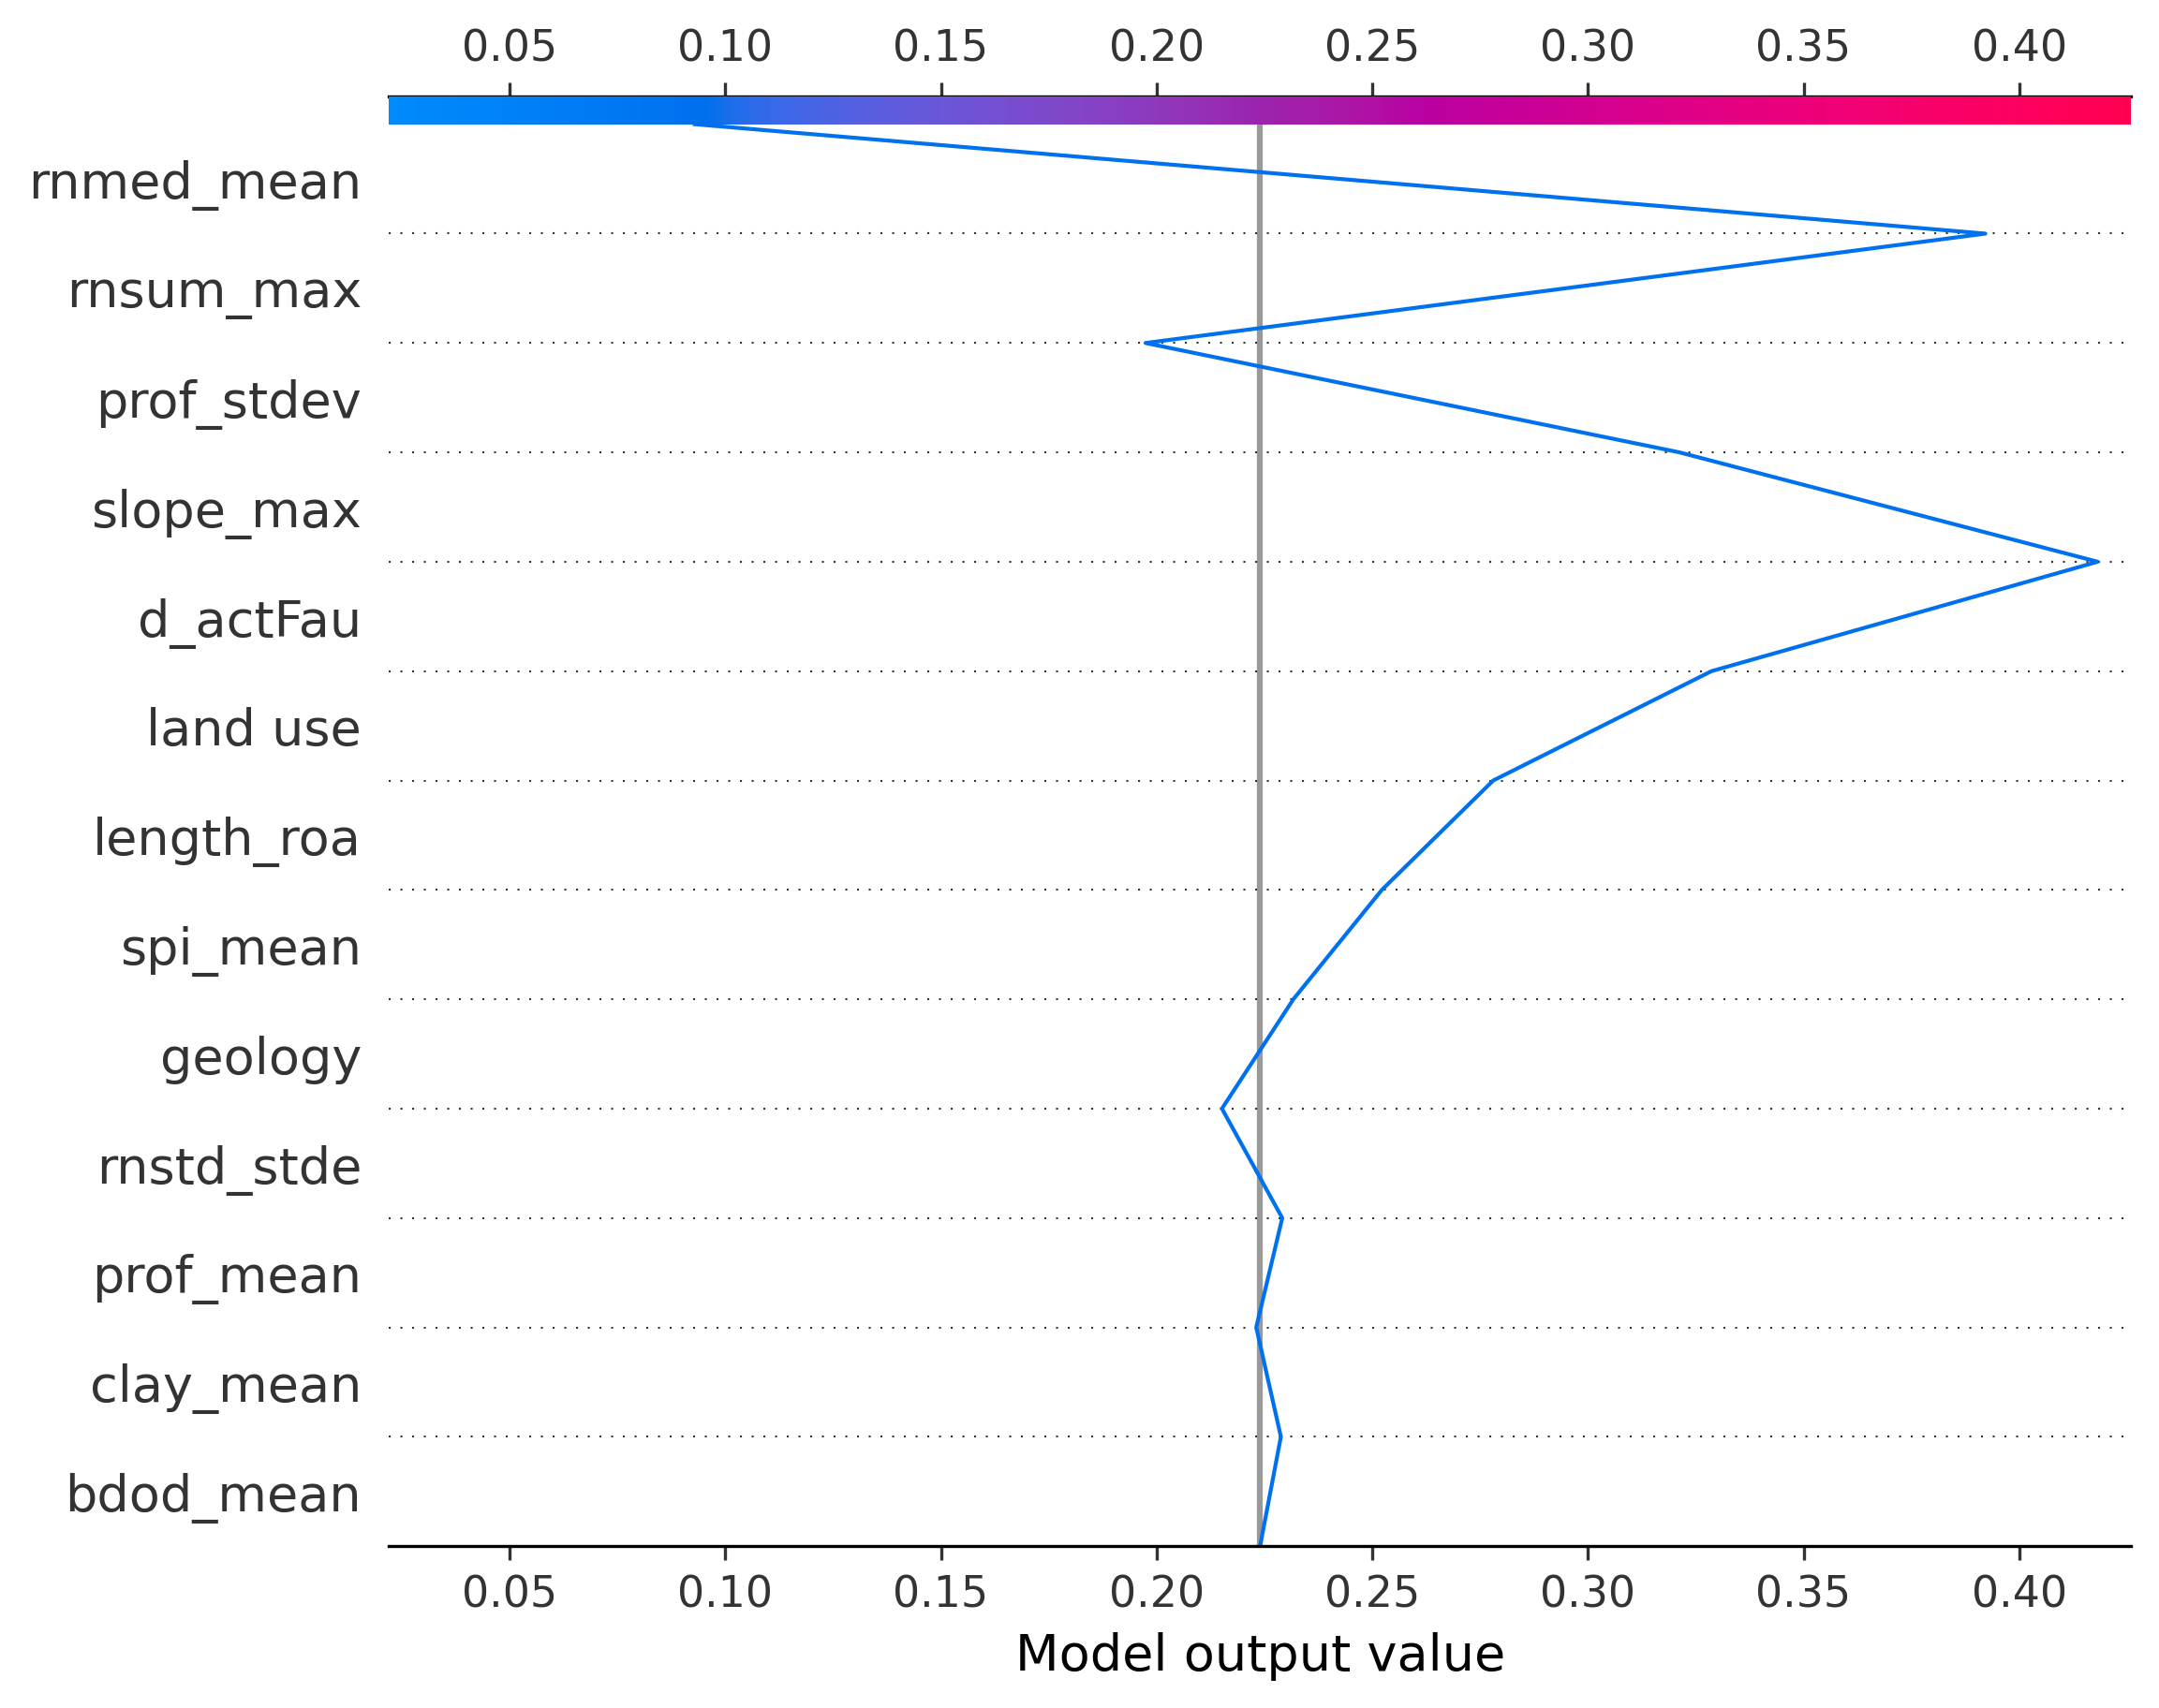 0.05 0.10 0.15 0.20 0.25 0.30 0.35 0.40
rnmed_mean
rnsum_max
prof_stdev
slope_max
d_actFau
land use
length_roa
spi_mean
geology
rnstd_stde
prof_mean
clay_mean
bdod_mean
0.05 0.10 0.15 0.20 0.25 0.30 0.35 0.40
Model output value